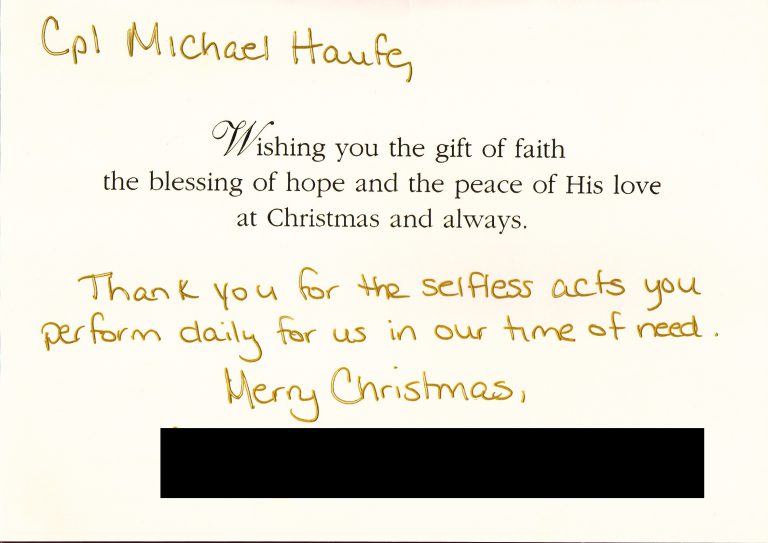 Cpl Michael Haufe,
Wishing you the gift of faith
the blessing of hope and the peace of His love
at Christmas and always.
Thank you for the selfless acts you
perform daily for us in our time of need.
Merry Christmas,